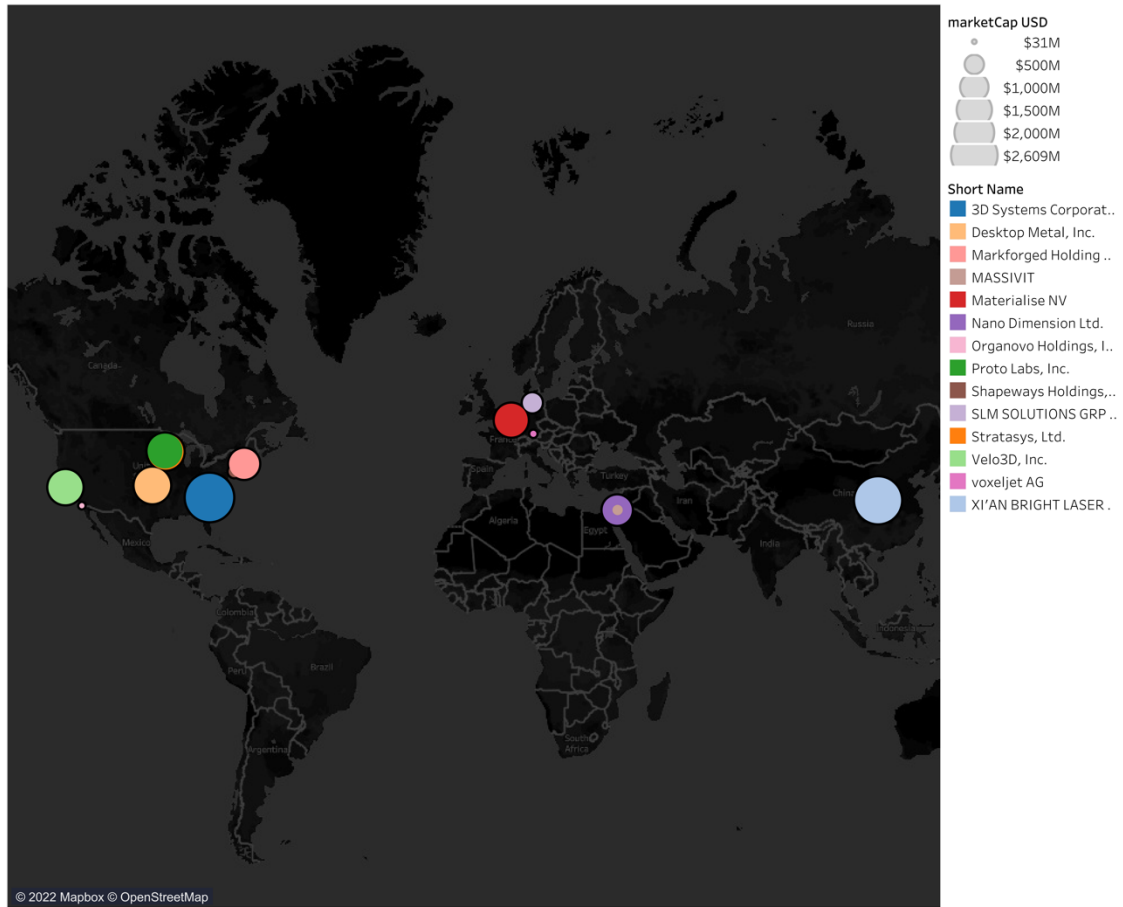 marketCap USD
$31M
$500M
$1,000M
$1,500M
$2,000M
$2,609M
Short Name
3D Systems Corporat..
Desktop Metal, Inc.
Markforged Holding ..
MASSIVIT
Materialise NV
Nano Dimension Ltd.
Organovo Holdings, I..
Proto Labs, Inc.
Shapeways Holdings,..
SLM SOLUTIONS GRP ..
Stratasys, Ltd.
Velo3D, Inc.
voxeljet AG
XI'AN BRIGHT LASER .
Canada
Russia
Franc
Spain
Turkey
Uni
China
Iran
Algeria
Egypt
Mexico
India
Colombia
Indonesia
Peru
Brazil
South
Africa
Argentina
© 2022 Mapbox © OpenStreetMap